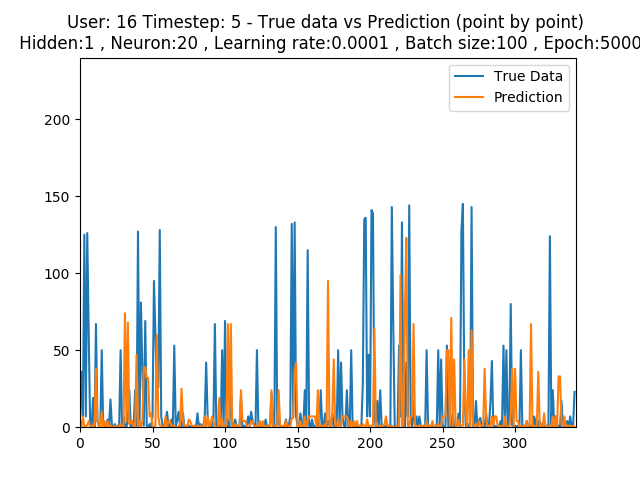 User: 16 Timestep: 5 - True data vs Prediction (point by point)
Hidden:1 , Neuron:20 , Learning rate:0.0001 , Batch size:100 , Epoch:5000
True Data
Prediction
200
150
100
50
0
0 50 100 150 200 250 300